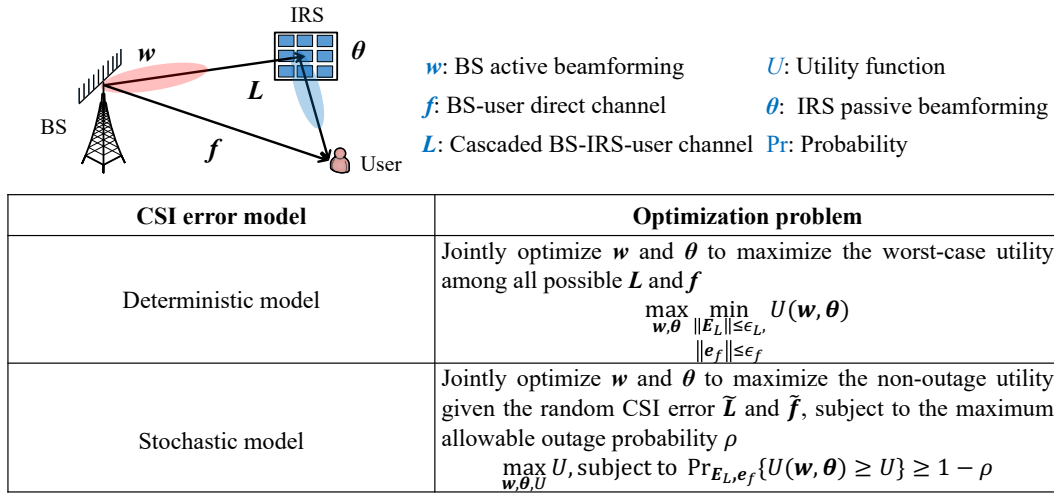 IRS
w
θ
L
BS
f
User
w: BS active beamforming
U: Utility function
f: BS-user direct channel
θ: IRS passive beamforming
L: Cascaded BS-IRS-user channel
Pr: Probability
CSI error model
Optimization problem
Deterministic model
Jointly optimize w and θ to maximize the worst-case utility
among all possible L and f
max min U(w, θ)
w,θ ‖E_L‖≤ϵ_L,
‖e_f‖≤ϵ_f
Stochastic model
Jointly optimize w and θ to maximize the non-outage utility
given the random CSI error L̃ and f̃, subject to the maximum
allowable outage probability ρ
max U, subject to Pr_{E_L,e_f}{U(w, θ) ≥ U} ≥ 1 − ρ
w,θ,U